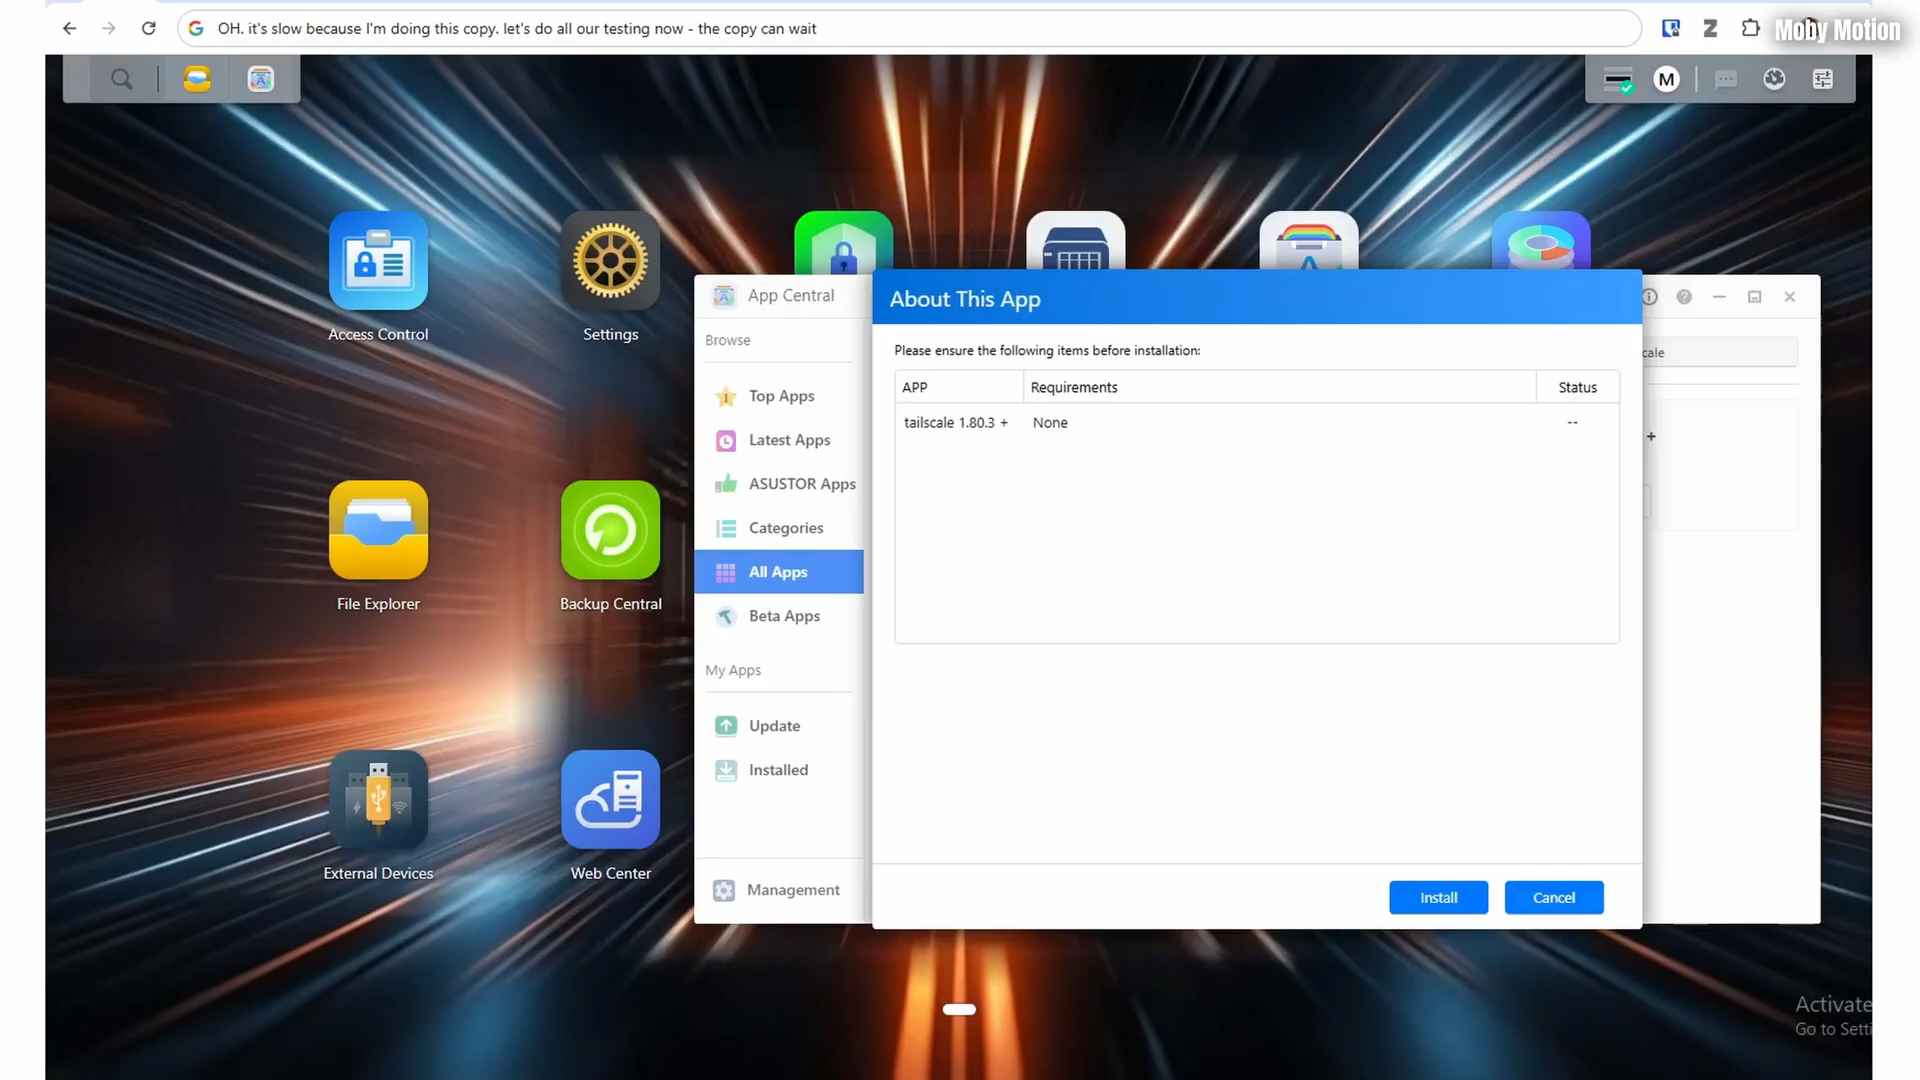 OH. it's slow because I'm doing this copy. let's do all our testing now - the copy can wait
Moby Motion
M
Access Control
Settings
App Central
About This App
Browse
Please ensure the following items before installation:
cale
APP
Requirements
Status
Top Apps
tailscale 1.80.3 +
None
--
+
Latest Apps
ASUSTOR Apps
Categories
All Apps
File Explorer
Backup Central
Beta Apps
My Apps
Update
Installed
External Devices
Web Center
Management
Install
Cancel
Activate
Go to Setti